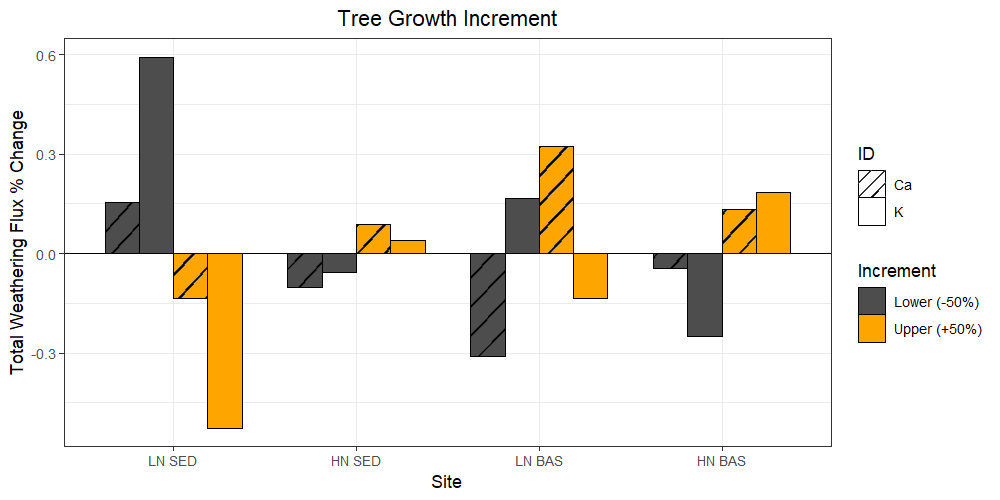 Tree Growth Increment
Total Weathering Flux % Change
0.6
0.3
0.0
-0.3
LN SED
HN SED
LN BAS
HN BAS
Site
ID
Ca
K
Increment
Lower (-50%)
Upper (+50%)